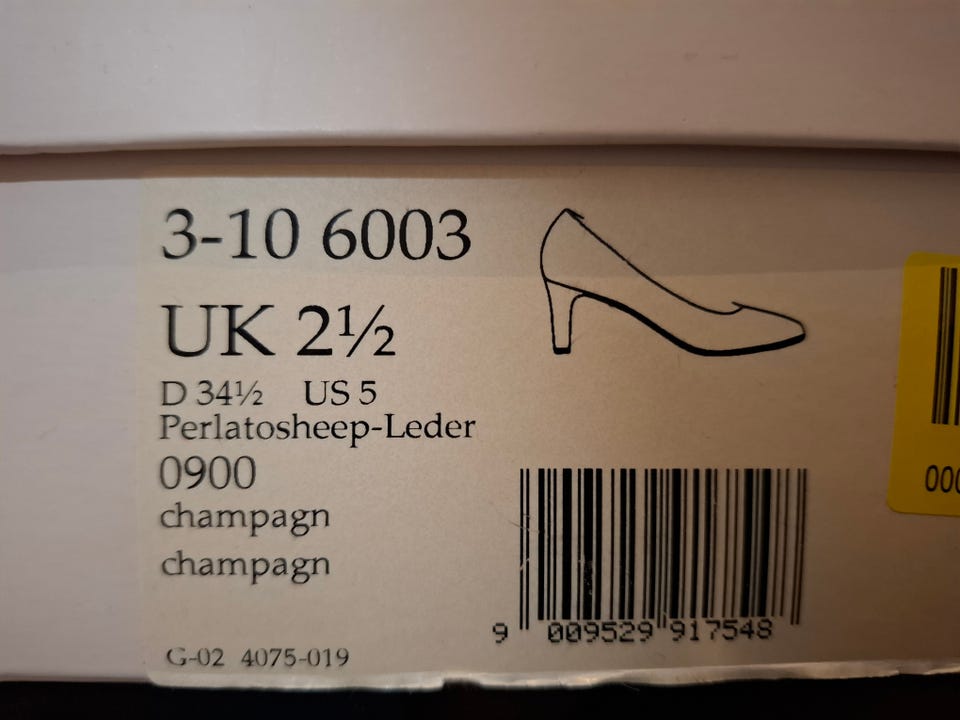 3-10 6003
UK 2½
D 34½ US 5
Perlatosheep-Leder
0900
champagn
champagn
G-02 4075-019
9 009529 917548
000